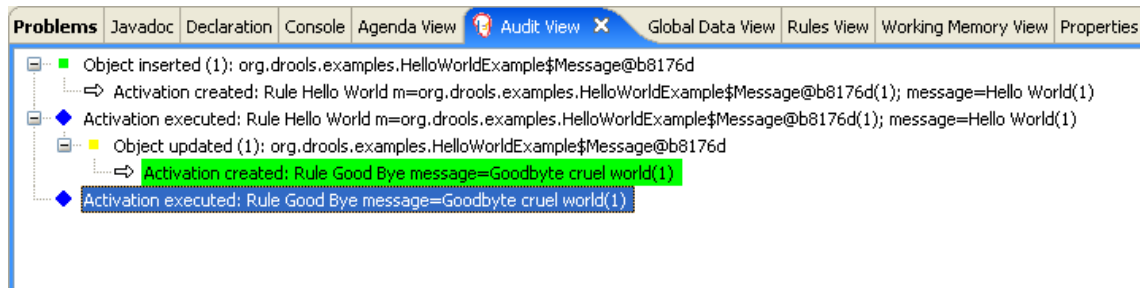 Problems Javadoc Declaration Console Agenda View Audit View Global Data View Rules View Working Memory View Properties
Object inserted (1): org.drools.examples.HelloWorldExample$Message@b8176d
Activation created: Rule Hello World m=org.drools.examples.HelloWorldExample$Message@b8176d(1); message=Hello World(1)
Activation executed: Rule Hello World m=org.drools.examples.HelloWorldExample$Message@b8176d(1); message=Hello World(1)
Object updated (1): org.drools.examples.HelloWorldExample$Message@b8176d
Activation created: Rule Good Bye message=Goodbyte cruel world(1)
Activation executed: Rule Good Bye message=Goodbyte cruel world(1)